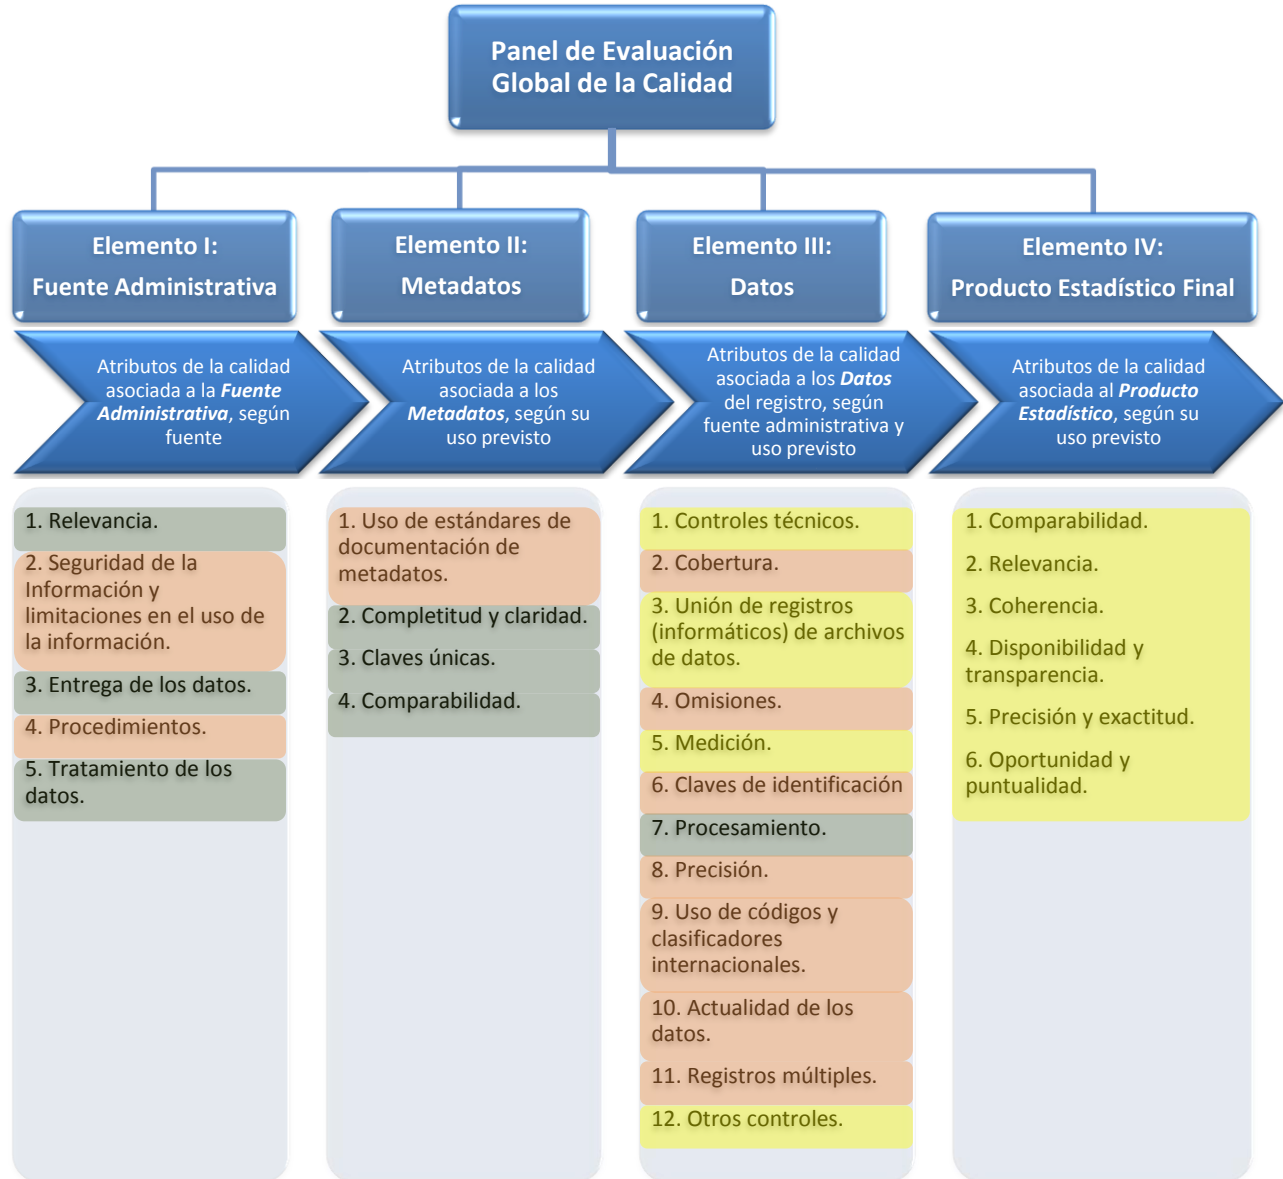 Panel de Evaluación
Global de la Calidad
Elemento I:
Fuente Administrativa
Elemento II:
Metadatos
Elemento III:
Datos
Elemento IV:
Producto Estadístico Final
Atributos de la calidad
asociada a la Fuente
Administrativa, según
fuente
Atributos de la calidad
asociada a los
Metadatos, según su
uso previsto
Atributos de la calidad
asociada a los Datos
del registro, según
fuente administrativa y
uso previsto
Atributos de la calidad
asociada al Producto
Estadístico, según su
uso previsto
1. Relevancia.
2. Seguridad de la
Información y
limitaciones en el uso de
la información.
3. Entrega de los datos.
4. Procedimientos.
5. Tratamiento de los
datos.
1. Uso de estándares de
documentación de
metadatos.
2. Completitud y claridad.
3. Claves únicas.
4. Comparabilidad.
1. Controles técnicos.
2. Cobertura.
3. Unión de registros
(informáticos) de archivos
de datos.
4. Omisiones.
5. Medición.
6. Claves de identificación
7. Procesamiento.
8. Precisión.
9. Uso de códigos y
clasificadores
internacionales.
10. Actualidad de los
datos.
11. Registros múltiples.
12. Otros controles.
1. Comparabilidad.
2. Relevancia.
3. Coherencia.
4. Disponibilidad y
transparencia.
5. Precisión y exactitud.
6. Oportunidad y
puntualidad.